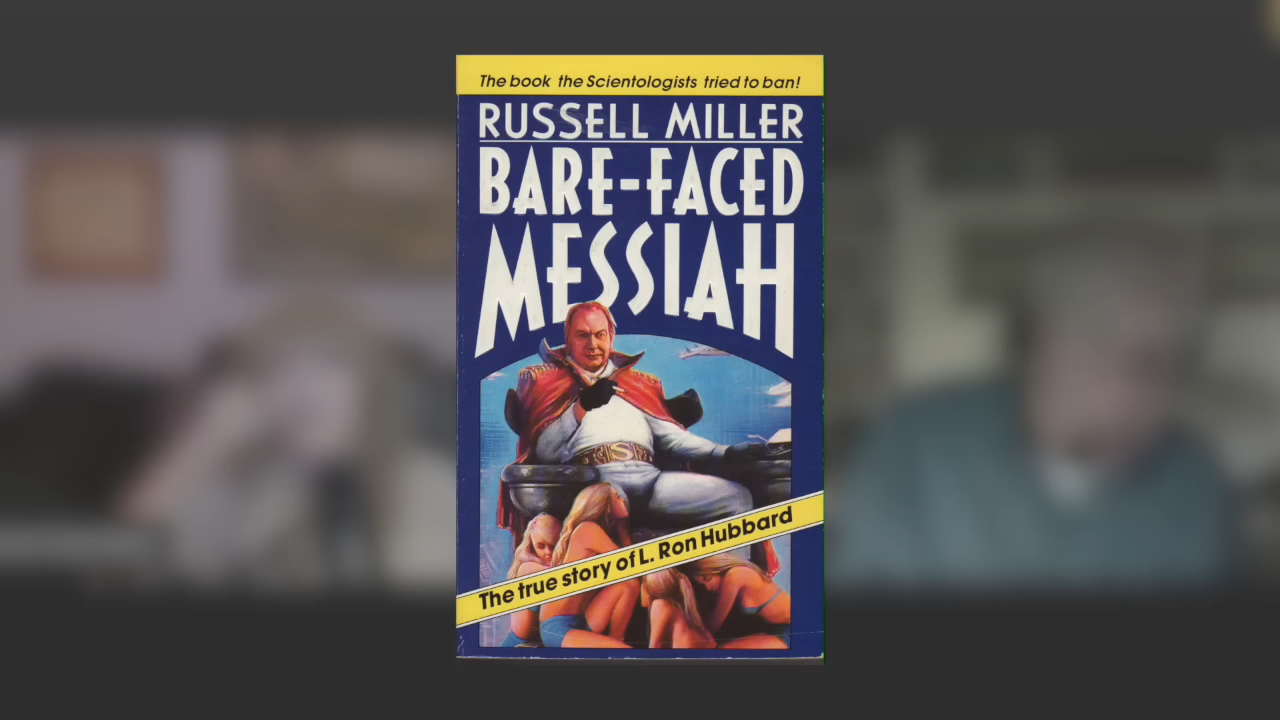 The book the Scientologists tried to ban!
RUSSELL MILLER
BARE-FACED
MESSIAH
S
The true story of L. Ron Hubbard